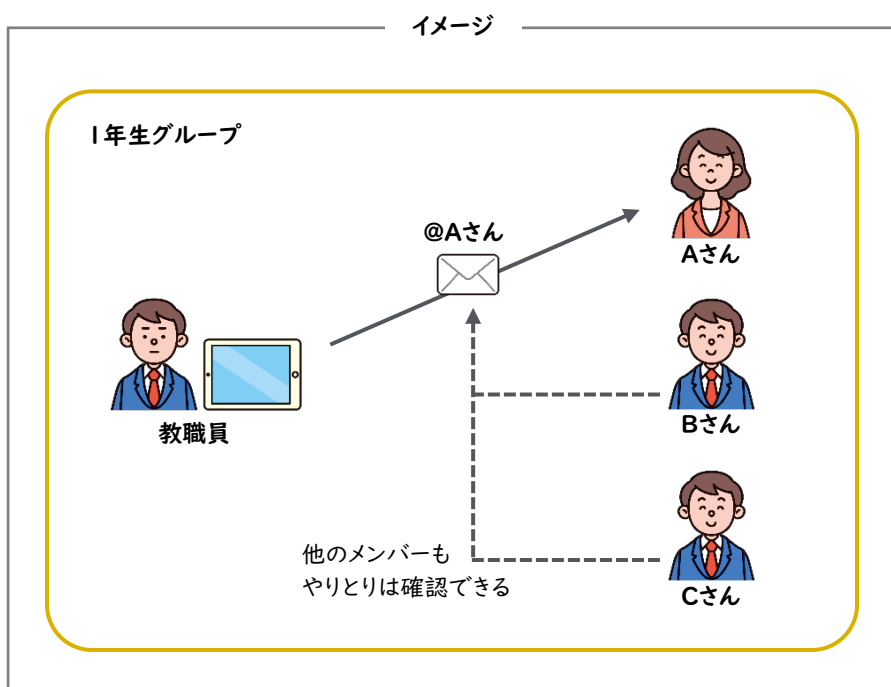 イメージ
1年生グループ
@Aさん
Aさん
教職員
Bさん
他のメンバーも
やりとりは確認できる
Cさん